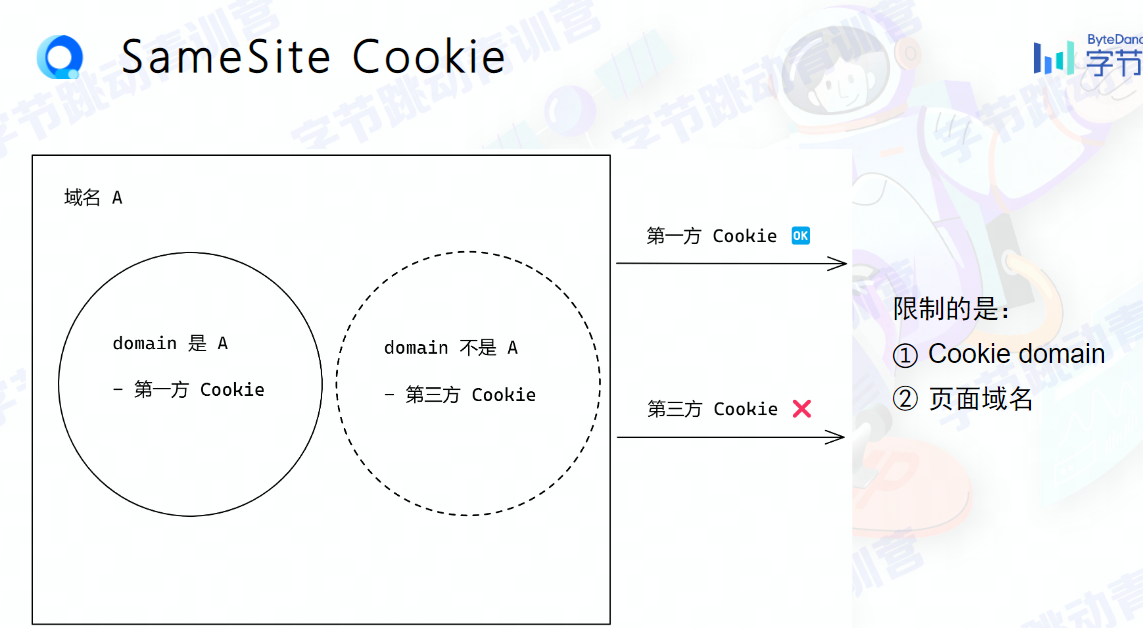 SameSite Cookie
ByteDanc
字节
域名 A
domain 是 A
- 第一方 Cookie
domain 不是 A
- 第三方 Cookie
第一方 Cookie OK
第三方 Cookie ❌
限制的是：
① Cookie domain
② 页面域名
字节跳动青训营